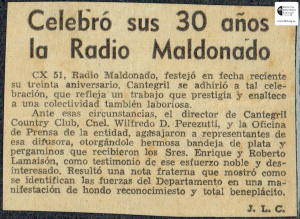 Celebró sus 30 años
la Radio Maldonado
CX 51, Radio Maldonado, festejó en fecha reciente
su treinta aniversario. Cantegril se adhirió a tal cele-
bración, que refleja un trabajo que prestigia y enaltece
a una colectividad también laboriosa.
Ante esas circunstancias, el director de Cantegril
Country Club, Cnel. Wilfredo D. Perezutti, y la Oficina
de Prensa de la entidad, agasajaron a representantes de
esa difusora, otorgándole hermosa bandeja de plata y
pergaminos que recibieron los Sres. Enrique y Roberto
Lamaisón, como testimonio de ese esfuerzo noble y des-
interesado. Resultó una nota fraterna que mostró como
se identifican las fuerzas del Departamento en una ma-
nifestación de hondo reconocimiento y total beneplácito.
J. L. C.